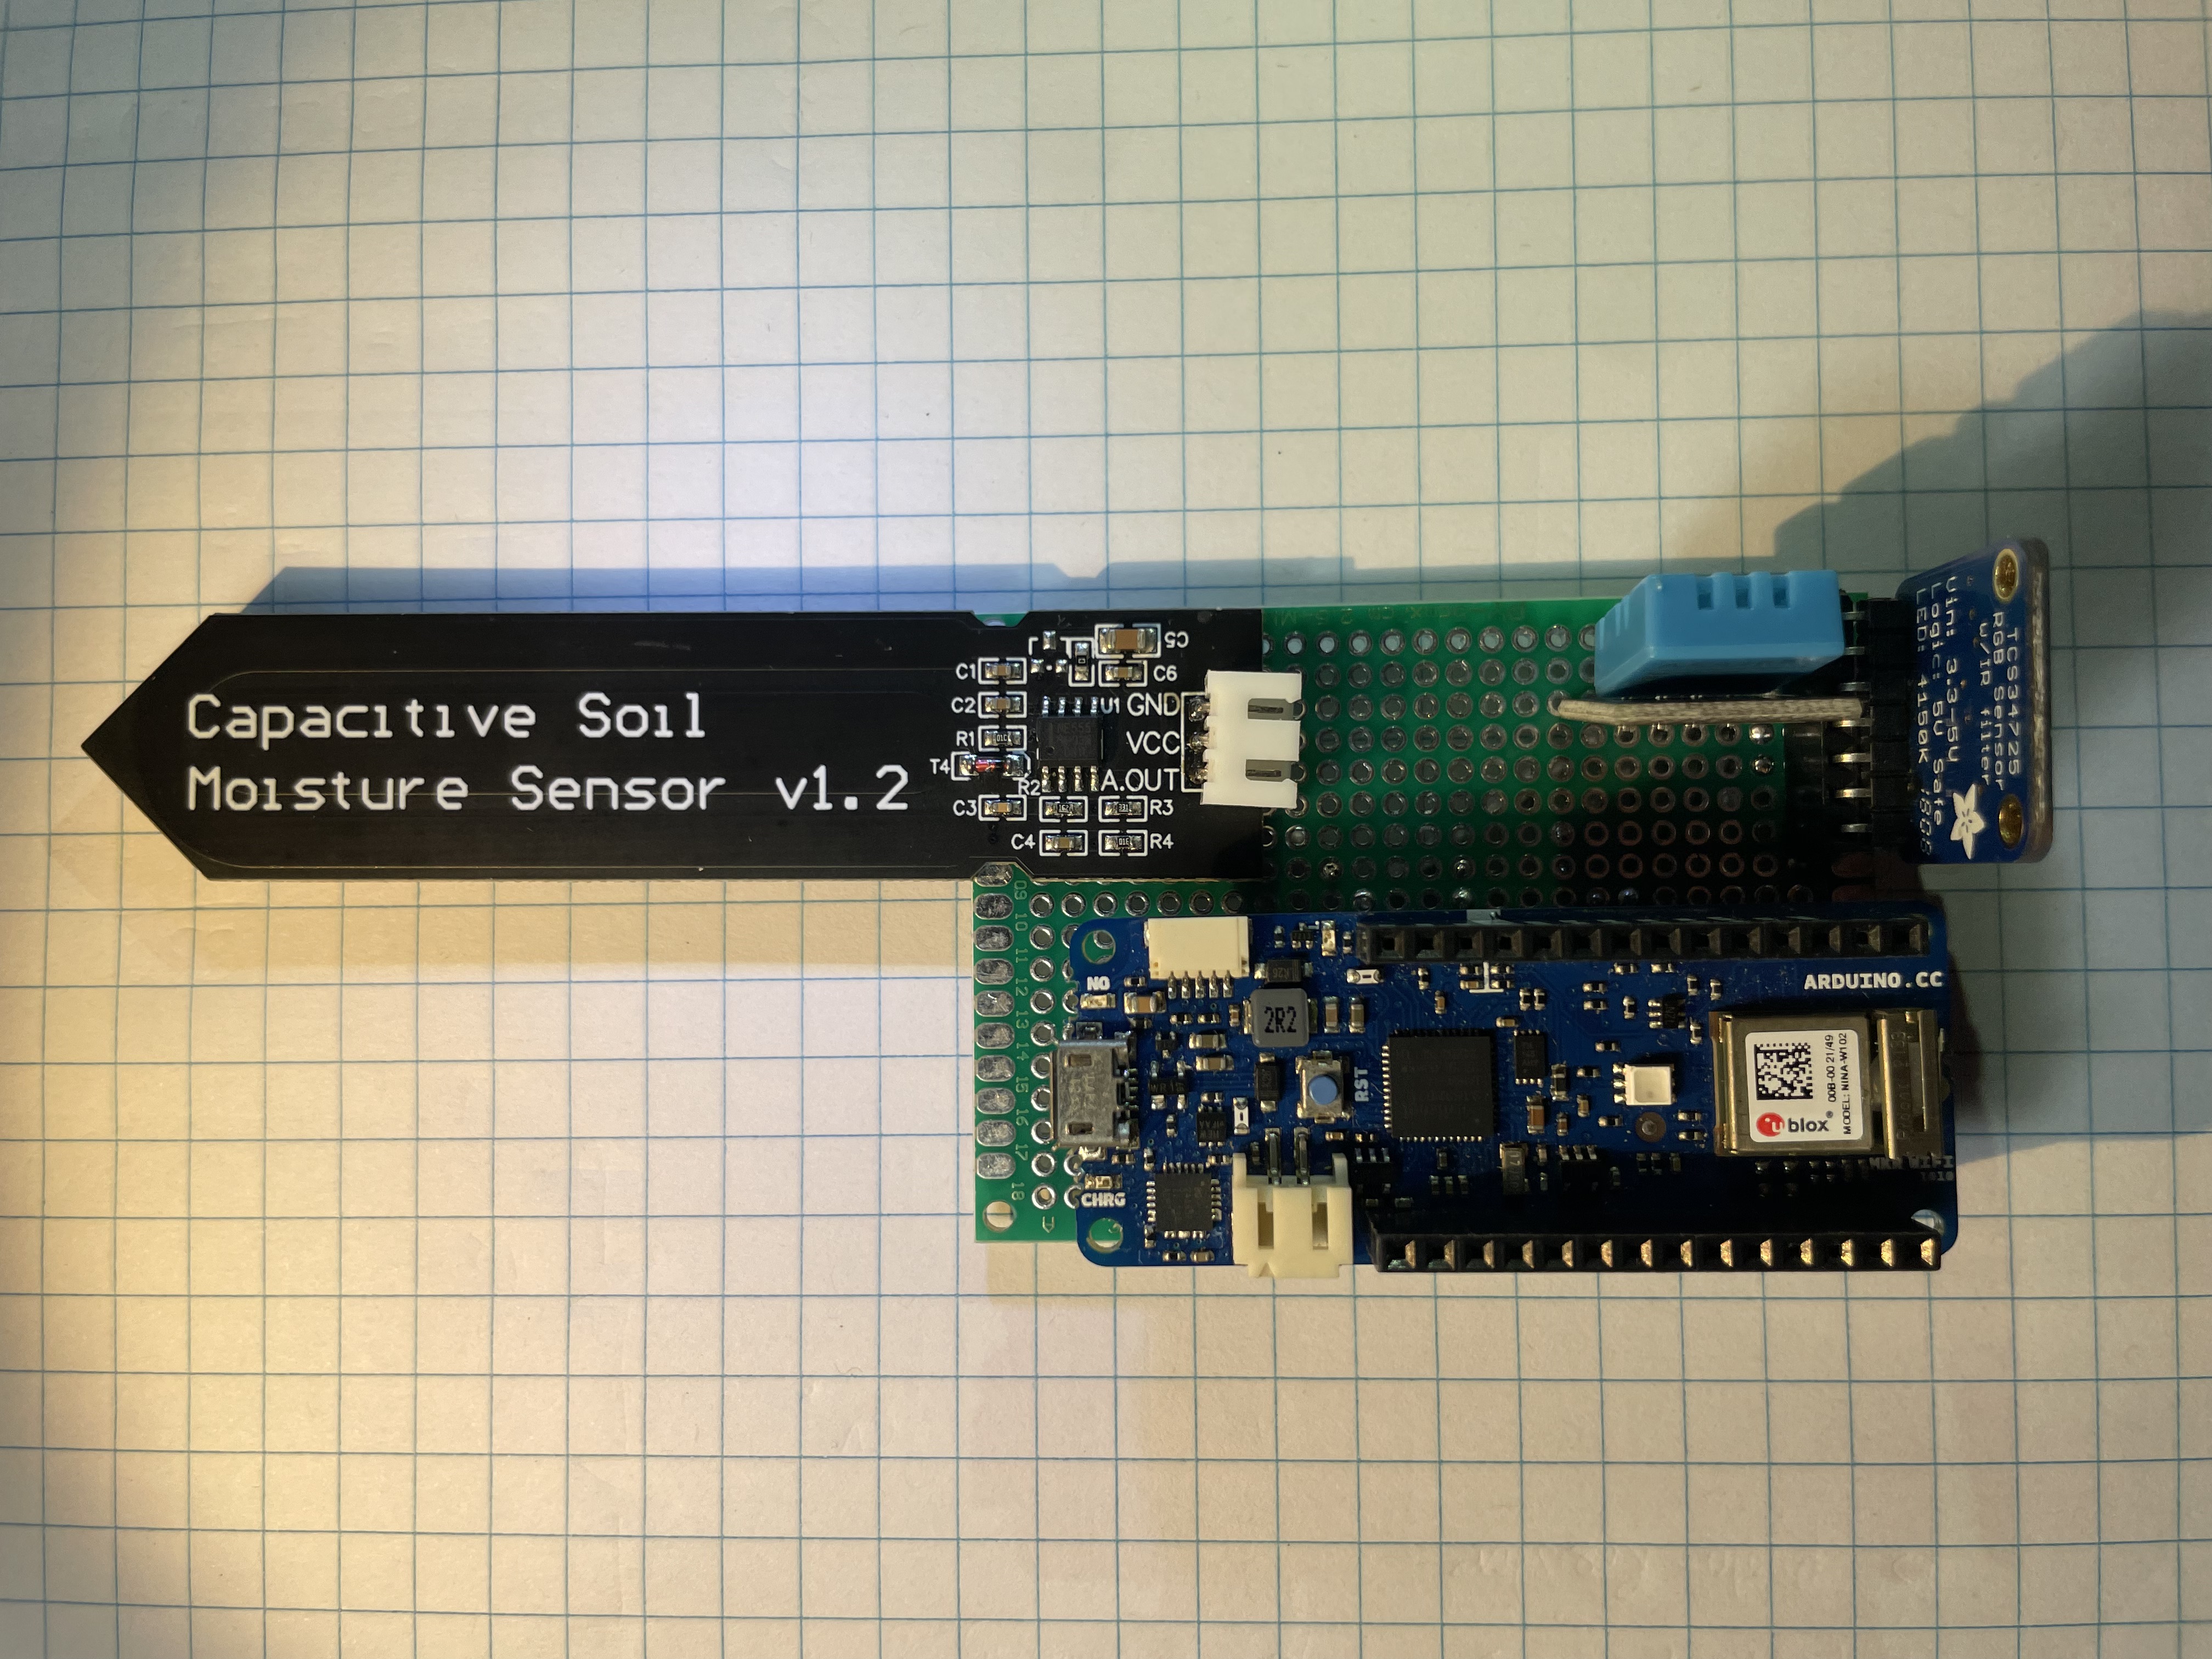 Capacitive Soil
Moisture Sensor v1.2
T4
C3
R1
C2
C1
C4
R2
R4
R3
A.OUT
VCC
GND
U1
C6
C5
18
17
16
15
14
13
12
11
10
09
CHRG
ON
2R2
RST
ublox
00B-00 21/49
MODEL: NINA-W102
ARDUINO.CC
TCS34725
RGB Sensor
w/IR filter
Vin: 3.3-5V
Logic: 5V Safe
LED: 4150K